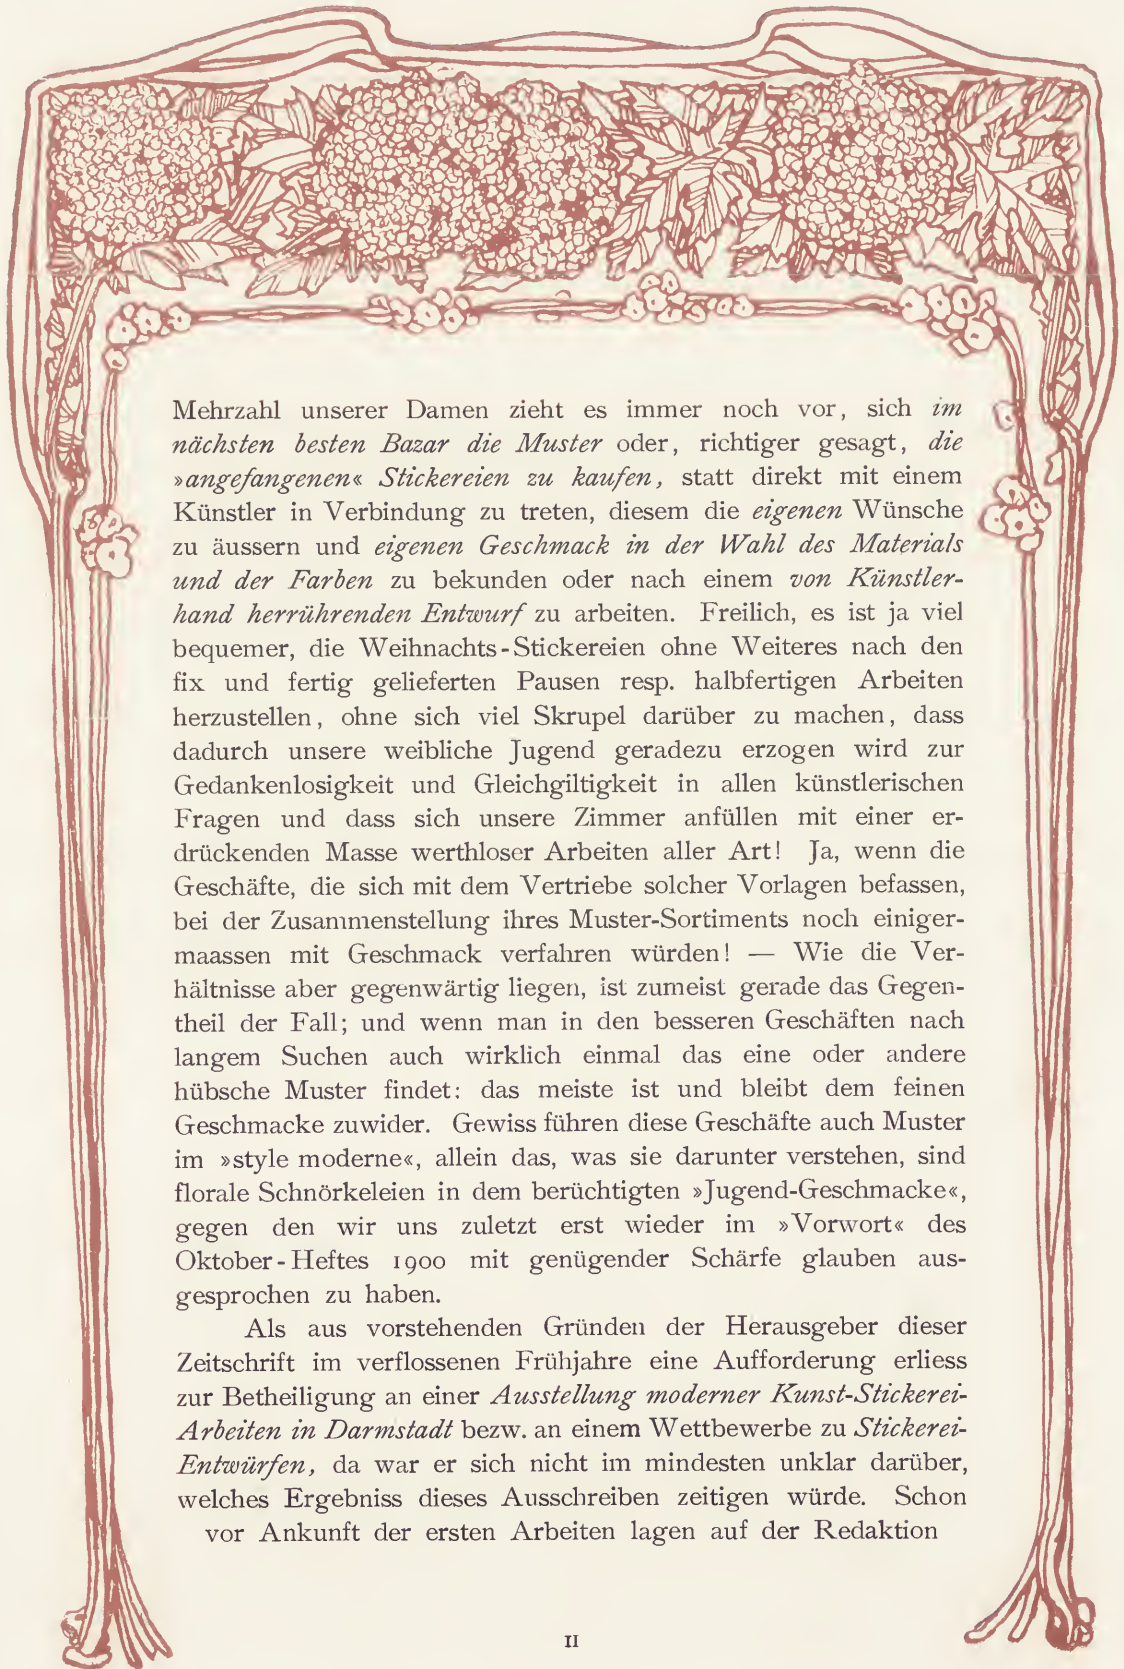 Mehrzahl unserer Damen zieht es immer noch vor, sich im
nächsten besten Bazar die Muster oder, richtiger gesagt, die
»angefangenen« Stickereien zu kaufen, statt direkt mit einem
Künstler in Verbindung zu treten, diesem die eigenen Wünsche
zu äussern und eigenen Geschmack in der Wahl des Materials
und der Farben zu bekunden oder nach einem von Künstler-
hand herrührenden Entwurf zu arbeiten. Freilich, es ist ja viel
bequemer, die Weihnachts-Stickereien ohne Weiteres nach den
fix und fertig gelieferten Pausen resp. halbfertigen Arbeiten
herzustellen, ohne sich viel Skrupel darüber zu machen, dass
dadurch unsere weibliche Jugend geradezu erzogen wird zur
Gedankenlosigkeit und Gleichgiltigkeit in allen künstlerischen
Fragen und dass sich unsere Zimmer anfüllen mit einer er-
drückenden Masse werthloser Arbeiten aller Art! Ja, wenn die
Geschäfte, die sich mit dem Vertriebe solcher Vorlagen befassen,
bei der Zusammenstellung ihres Muster-Sortiments noch einiger-
maassen mit Geschmack verfahren würden! — Wie die Ver-
hältnisse aber gegenwärtig liegen, ist zumeist gerade das Gegen-
theil der Fall; und wenn man in den besseren Geschäften nach
langem Suchen auch wirklich einmal das eine oder andere
hübsche Muster findet: das meiste ist und bleibt dem feinen
Geschmacke zuwider. Gewiss führen diese Geschäfte auch Muster
im »style moderne«, allein das, was sie darunter verstehen, sind
florale Schnörkeleien in dem berüchtigten »Jugend-Geschmacke«,
gegen den wir uns zuletzt erst wieder im »Vorwort« des
Oktober-Heftes 1900 mit genügender Schärfe glauben aus-
gesprochen zu haben.
Als aus vorstehenden Gründen der Herausgeber dieser
Zeitschrift im verflossenen Frühjahre eine Aufforderung erliess
zur Betheiligung an einer Ausstellung moderner Kunst-Stickerei-
Arbeiten in Darmstadt bezw. an einem Wettbewerbe zu Stickerei-
Entwürfen, da war er sich nicht im mindesten unklar darüber,
welches Ergebniss dieses Ausschreiben zeitigen würde. Schon
vor Ankunft der ersten Arbeiten lagen auf der Redaktion
II